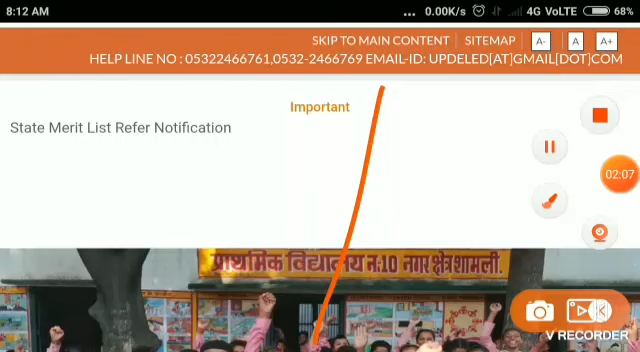 8:12 AM ... 0.00K/s 4G VoLTE 68%
SKIP TO MAIN CONTENT SITEMAP A- A A+
HELP LINE NO : 05322466761,0532-2466769 EMAIL-ID: UPDELED[AT]GMAIL[DOT]COM
Important
State Merit List Refer Notification
02:07
प्राथमिक विद्यालय नं:10 नगर क्षेत्र शामली.
V RECORDER